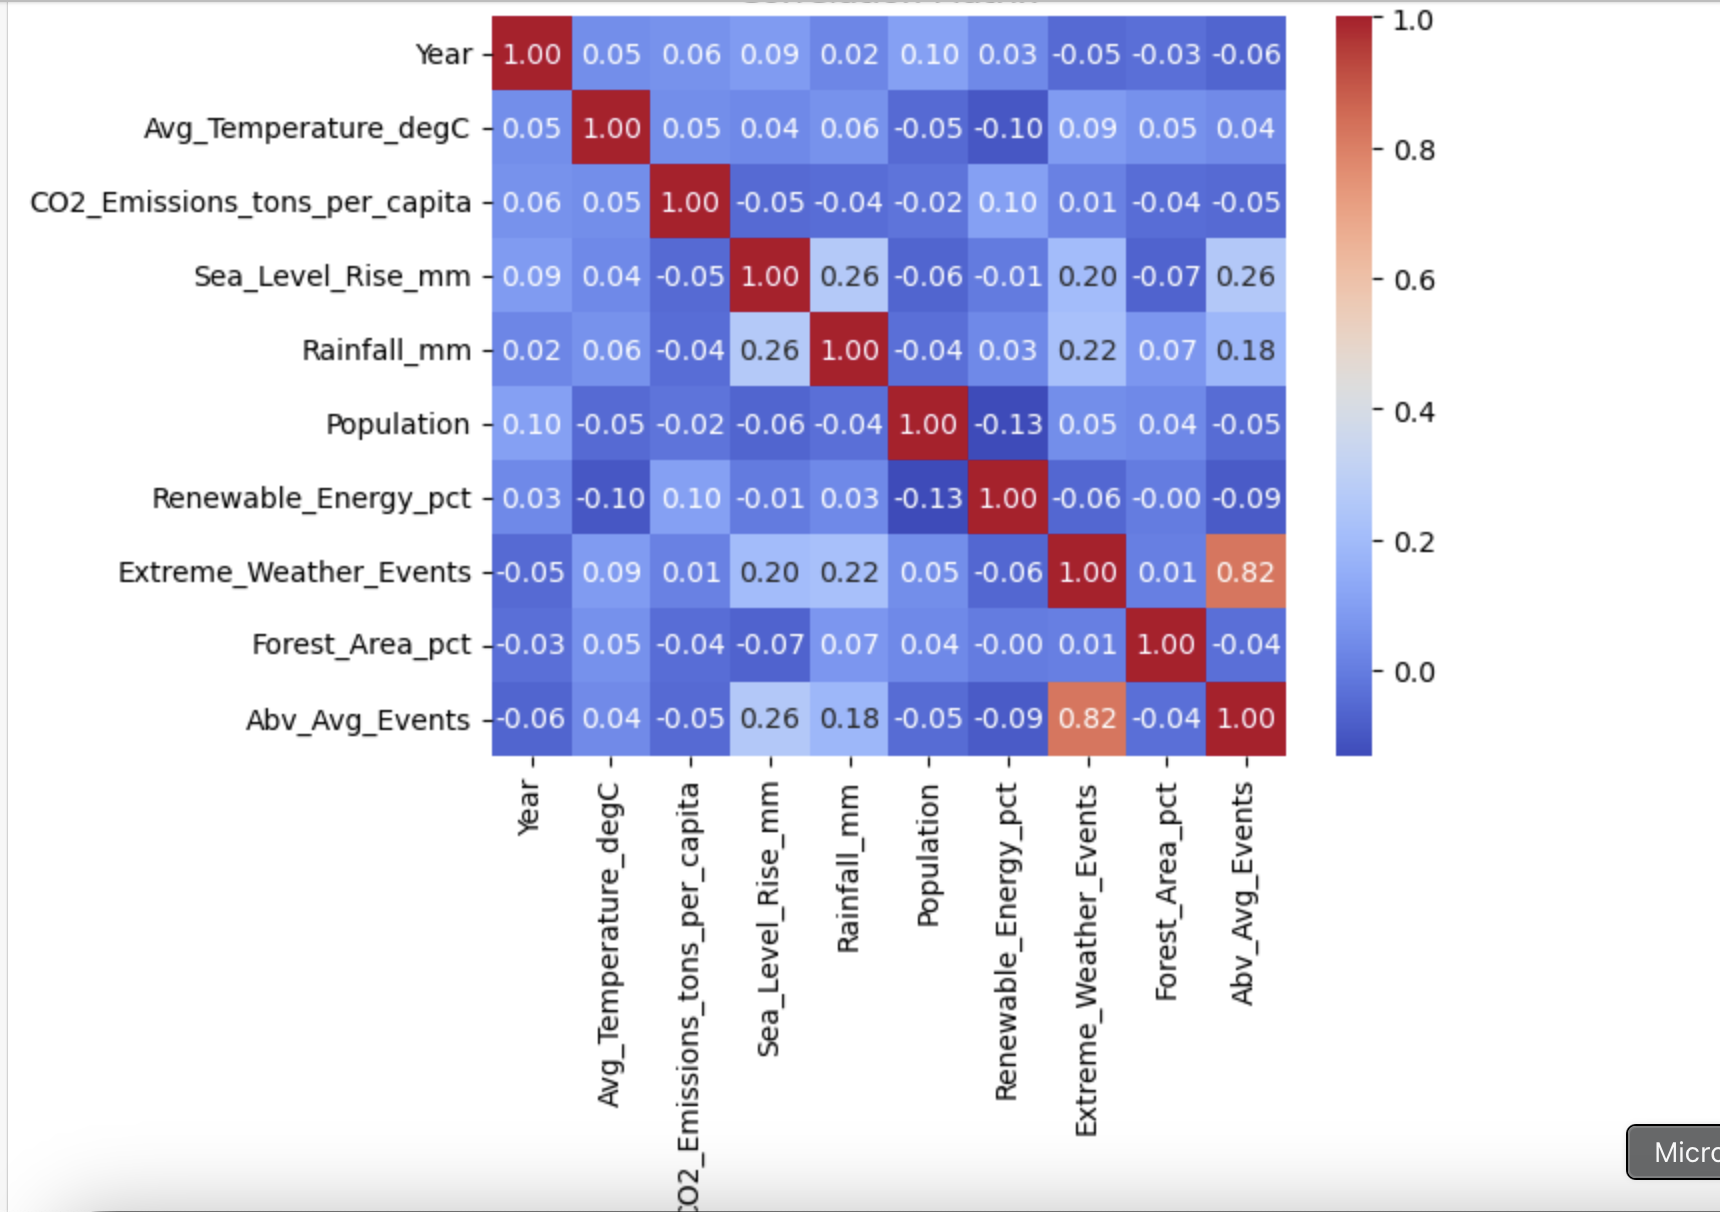 Year 1.00 0.05 0.06 0.09 0.02 0.10 0.03 -0.05 -0.03 -0.06
Avg_Temperature_degC 0.05 1.00 0.05 0.04 0.06 -0.05 -0.10 0.09 0.05 0.04
CO2_Emissions_tons_per_capita 0.06 0.05 1.00 -0.05 -0.04 -0.02 0.10 0.01 -0.04 -0.05
Sea_Level_Rise_mm 0.09 0.04 -0.05 1.00 0.26 -0.06 -0.01 0.20 -0.07 0.26
Rainfall_mm 0.02 0.06 -0.04 0.26 1.00 -0.04 0.03 0.22 0.07 0.18
Population 0.10 -0.05 -0.02 -0.06 -0.04 1.00 -0.13 0.05 0.04 -0.05
Renewable_Energy_pct 0.03 -0.10 0.10 -0.01 0.03 -0.13 1.00 -0.06 -0.00 -0.09
Extreme_Weather_Events -0.05 0.09 0.01 0.20 0.22 0.05 -0.06 1.00 0.01 0.82
Forest_Area_pct -0.03 0.05 -0.04 -0.07 0.07 0.04 -0.00 0.01 1.00 -0.04
Abv_Avg_Events -0.06 0.04 -0.05 0.26 0.18 -0.05 -0.09 0.82 -0.04 1.00
Year
Avg_Temperature_degC
CO2_Emissions_tons_per_capita
Sea_Level_Rise_mm
Rainfall_mm
Population
Renewable_Energy_pct
Extreme_Weather_Events
Forest_Area_pct
Abv_Avg_Events
1.0
0.8
0.6
0.4
0.2
0.0
Micro